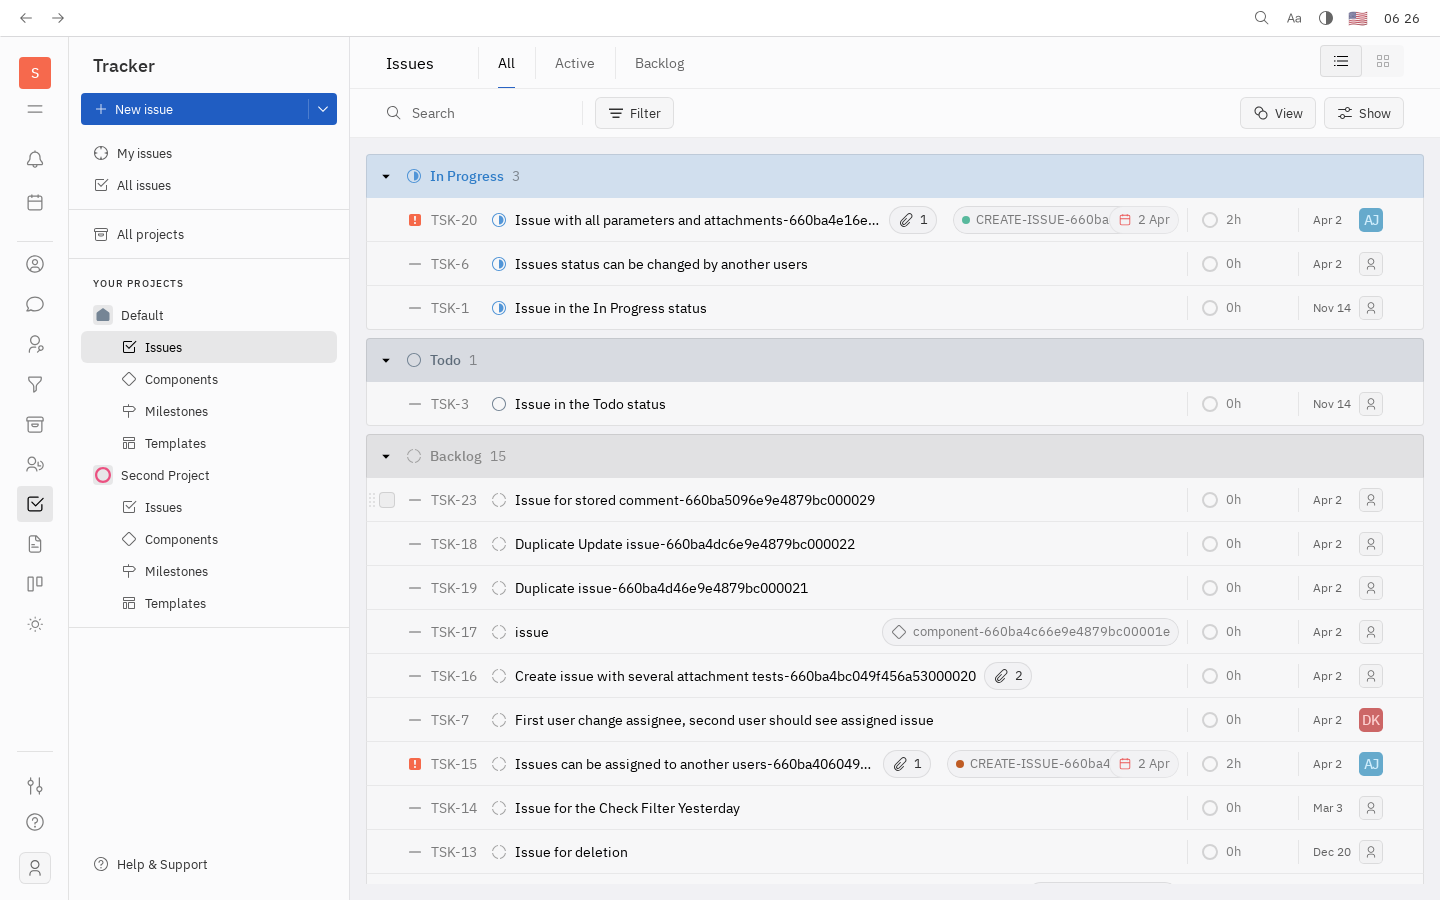 Aa 06 26
S
Tracker
New issue
My issues
All issues
All projects
YOUR PROJECTS
Default
Issues
Components
Milestones
Templates
Second Project
Issues
Components
Milestones
Templates
Help & Support
Issues All Active Backlog
Search Filter View Show
In Progress 3
TSK-20 Issue with all parameters and attachments-660ba4e16e... 1 CREATE-ISSUE-660ba 2 Apr 2h Apr 2 AJ
TSK-6 Issues status can be changed by another users 0h Apr 2
TSK-1 Issue in the In Progress status 0h Nov 14
Todo 1
TSK-3 Issue in the Todo status 0h Nov 14
Backlog 15
TSK-23 Issue for stored comment-660ba5096e9e4879bc000029 0h Apr 2
TSK-18 Duplicate Update issue-660ba4dc6e9e4879bc000022 0h Apr 2
TSK-19 Duplicate issue-660ba4d46e9e4879bc000021 0h Apr 2
TSK-17 issue component-660ba4c66e9e4879bc00001e 0h Apr 2
TSK-16 Create issue with several attachment tests-660ba4bc049f456a53000020 2 0h Apr 2
TSK-7 First user change assignee, second user should see assigned issue 0h Apr 2 DK
TSK-15 Issues can be assigned to another users-660ba406049... 1 CREATE-ISSUE-660ba4 2 Apr 2h Apr 2 AJ
TSK-14 Issue for the Check Filter Yesterday 0h Mar 3
TSK-13 Issue for deletion 0h Dec 20